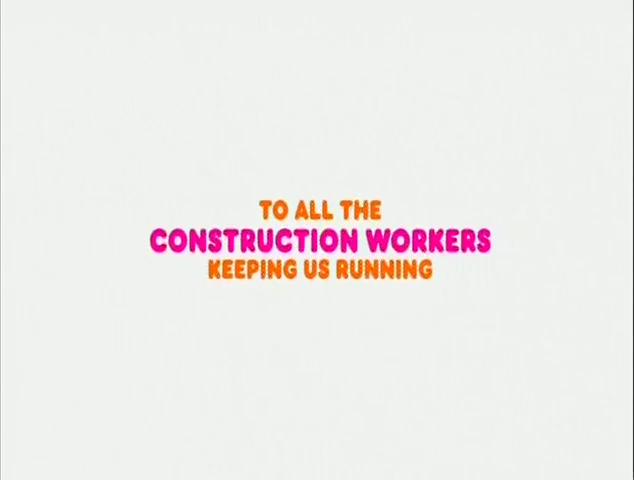 TO ALL THE
CONSTRUCTION WORKERS
KEEPING US RUNNING